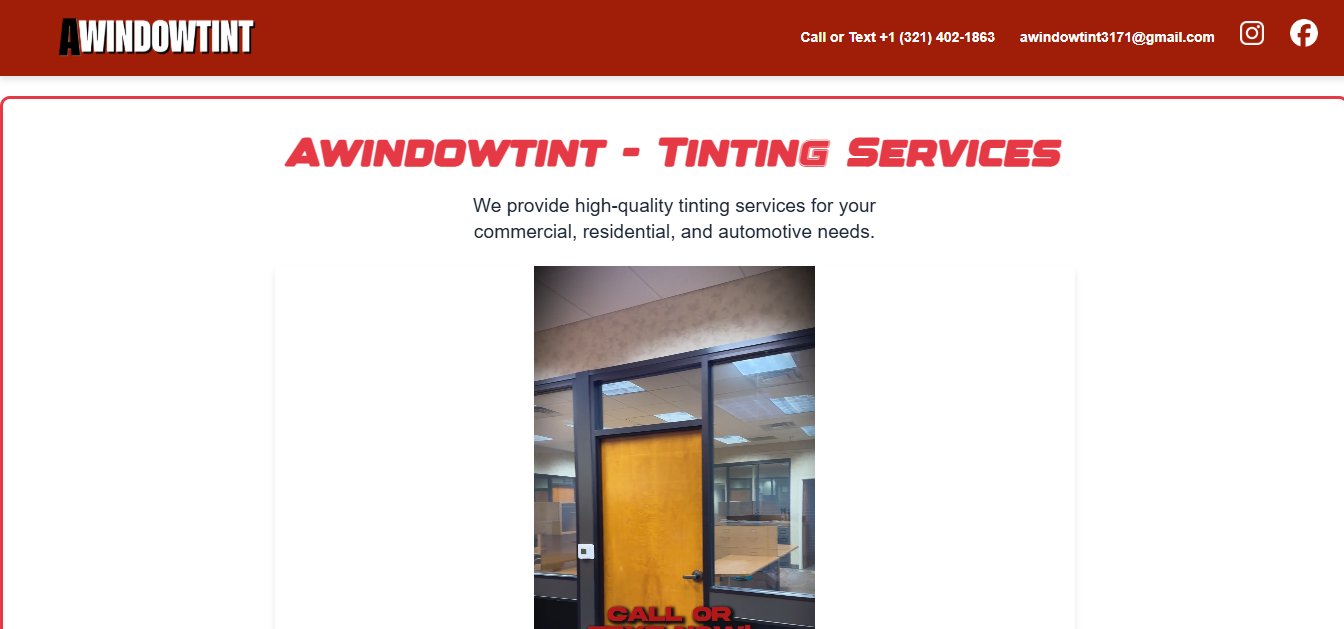 AWINDOWTINT
Call or Text +1 (321) 402-1863
awindowtint3171@gmail.com
Awindowtint - Tinting Services
We provide high-quality tinting services for your
commercial, residential, and automotive needs.
CALL OR